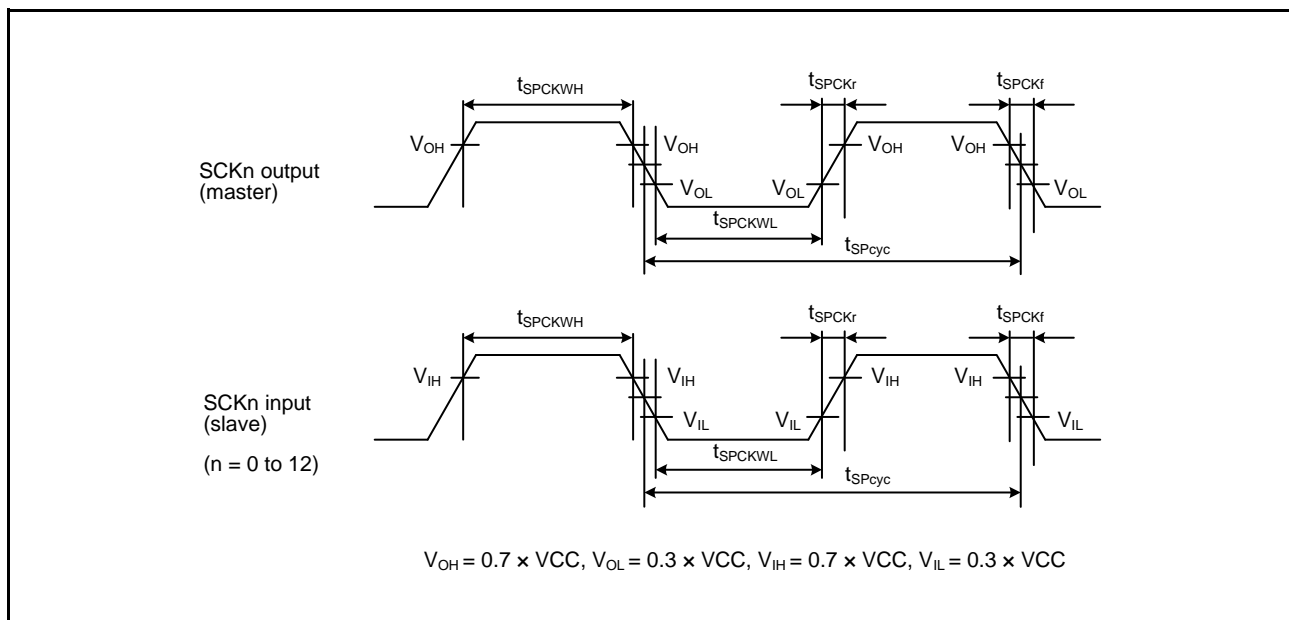 tSPCKWH
tSPCKr
tSPCKf
VOH
VOH
VOH
VOH
SCKn output
(master)
VOL
VOL
VOL
tSPCKWL
tSPcyc
tSPCKWH
tSPCKr
tSPCKf
VIH
VIH
VIH
VIH
SCKn input
(slave)
VIL
VIL
VIL
(n = 0 to 12)
tSPCKWL
tSPcyc
VOH = 0.7 × VCC, VOL = 0.3 × VCC, VIH = 0.7 × VCC, VIL = 0.3 × VCC